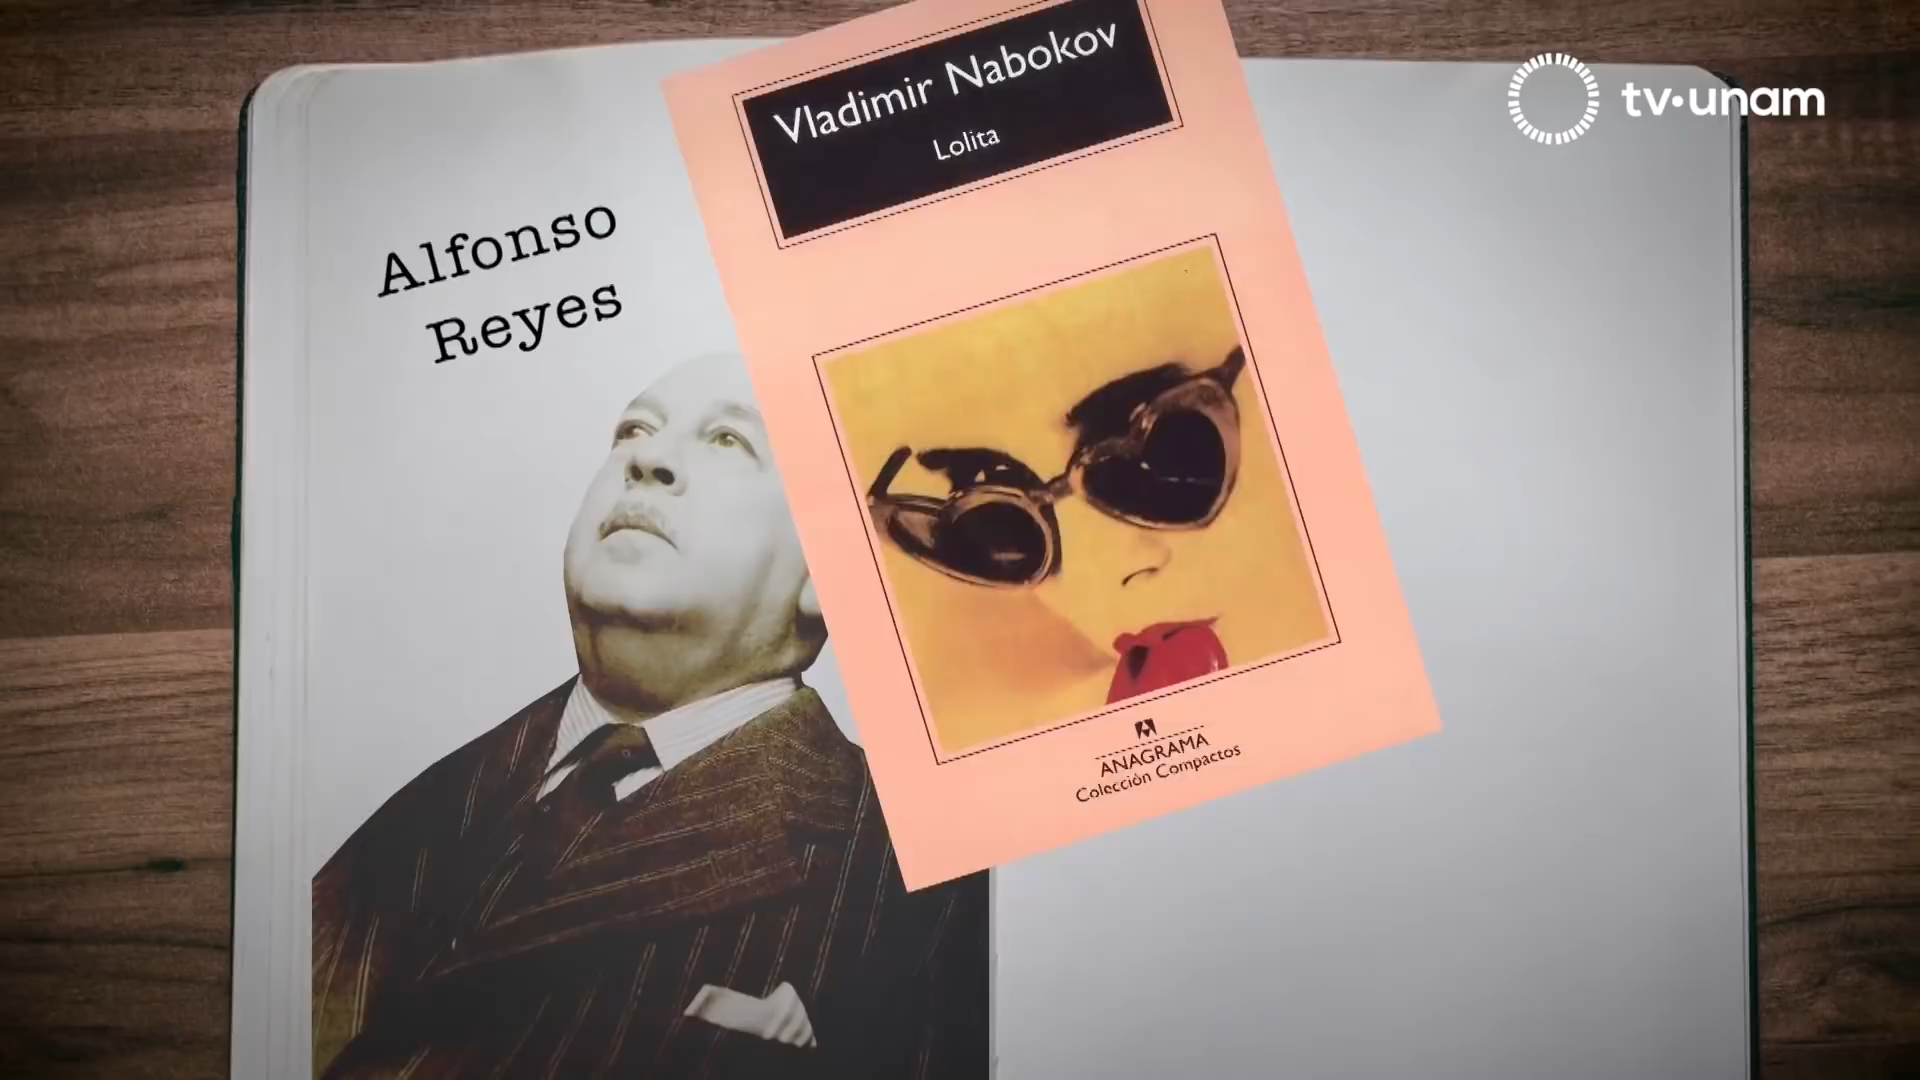 Vladimir Nabokov
Lolita
tv·unam
Alfonso
Reyes
ANAGRAMA
Colección Compactos